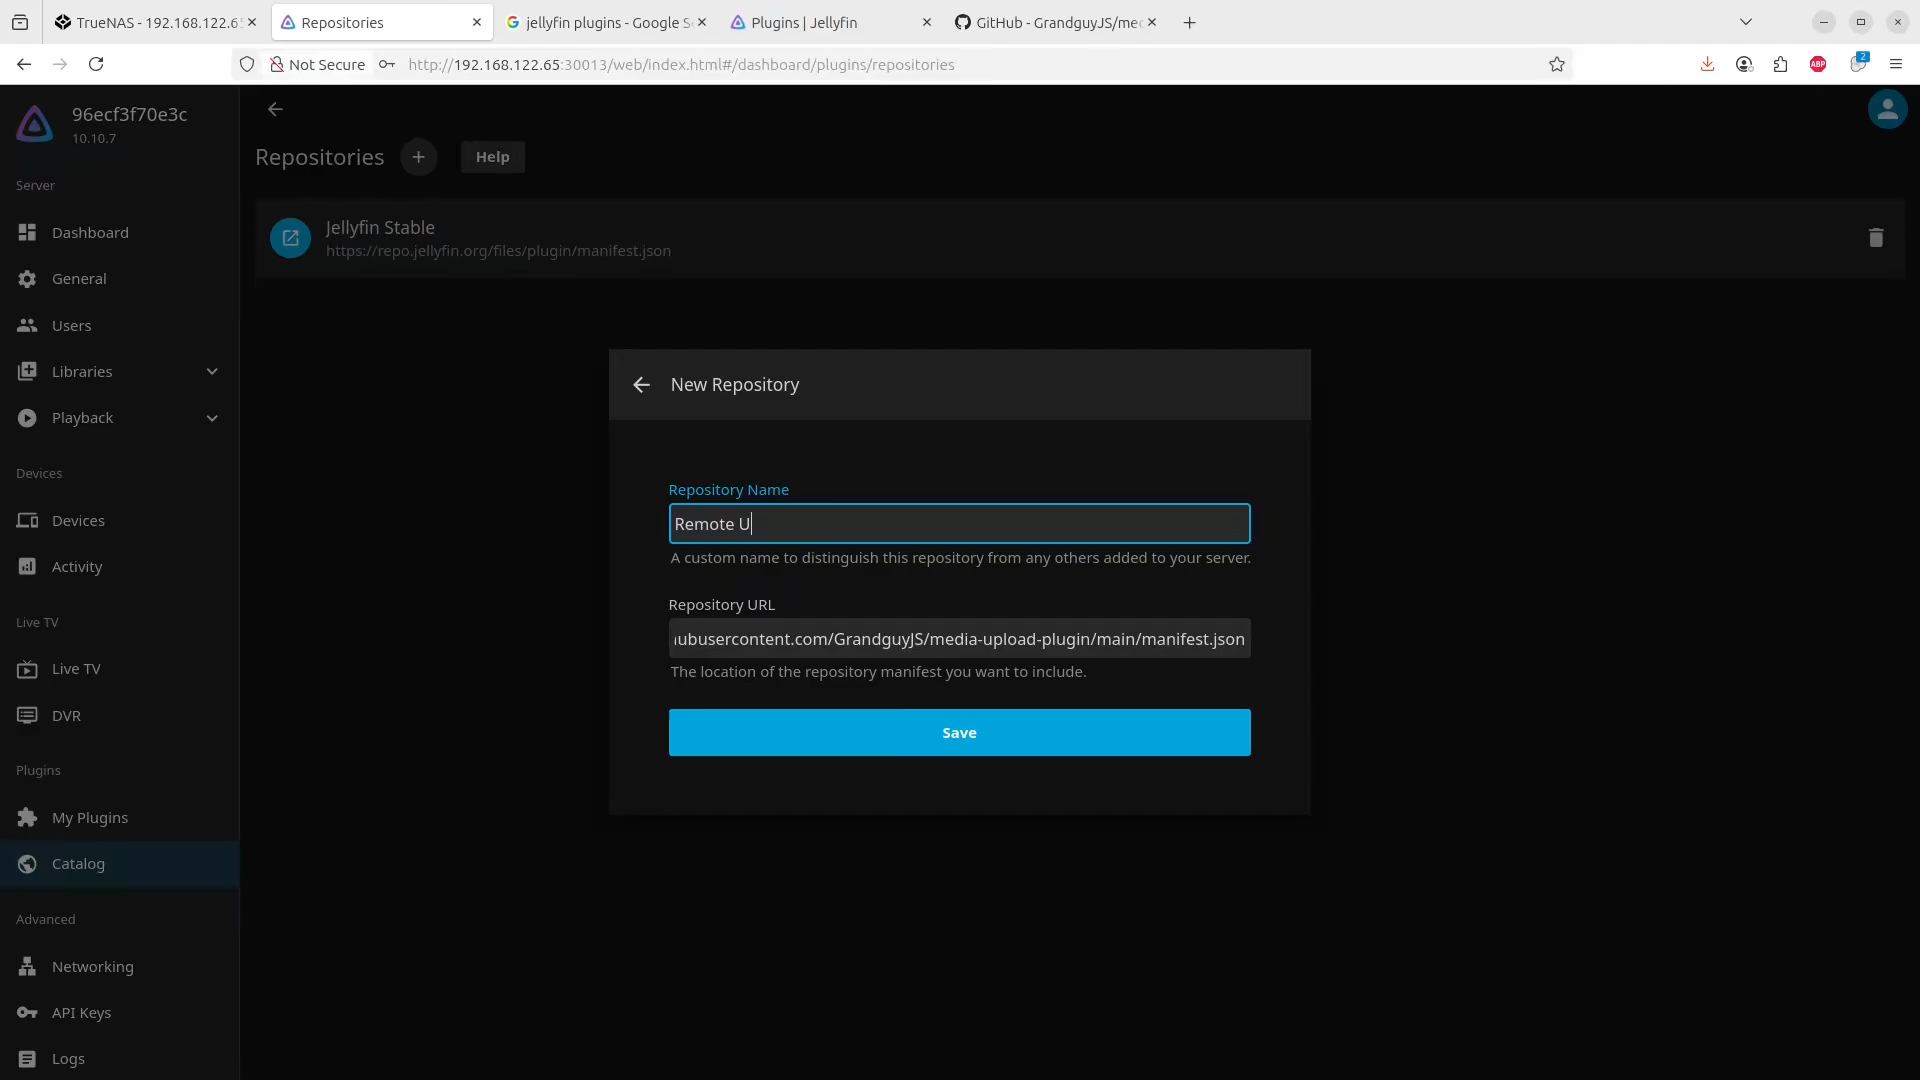 TrueNAS - 192.168.122.65
Repositories
jellyfin plugins - Google Se
Plugins | Jellyfin
GitHub - GrandguyJS/med
Not Secure
http://192.168.122.65:30013/web/index.html#/dashboard/plugins/repositories
ABP
2
96ecf3f70e3c
10.10.7
Server
Dashboard
General
Users
Libraries
Playback
Devices
Devices
Activity
Live TV
Live TV
DVR
Plugins
My Plugins
Catalog
Advanced
Networking
API Keys
Logs
Repositories
Help
Jellyfin Stable
https://repo.jellyfin.org/files/plugin/manifest.json
New Repository
Repository Name
Remote U
A custom name to distinguish this repository from any others added to your server.
Repository URL
ubusercontent.com/GrandguyJS/media-upload-plugin/main/manifest.json
The location of the repository manifest you want to include.
Save